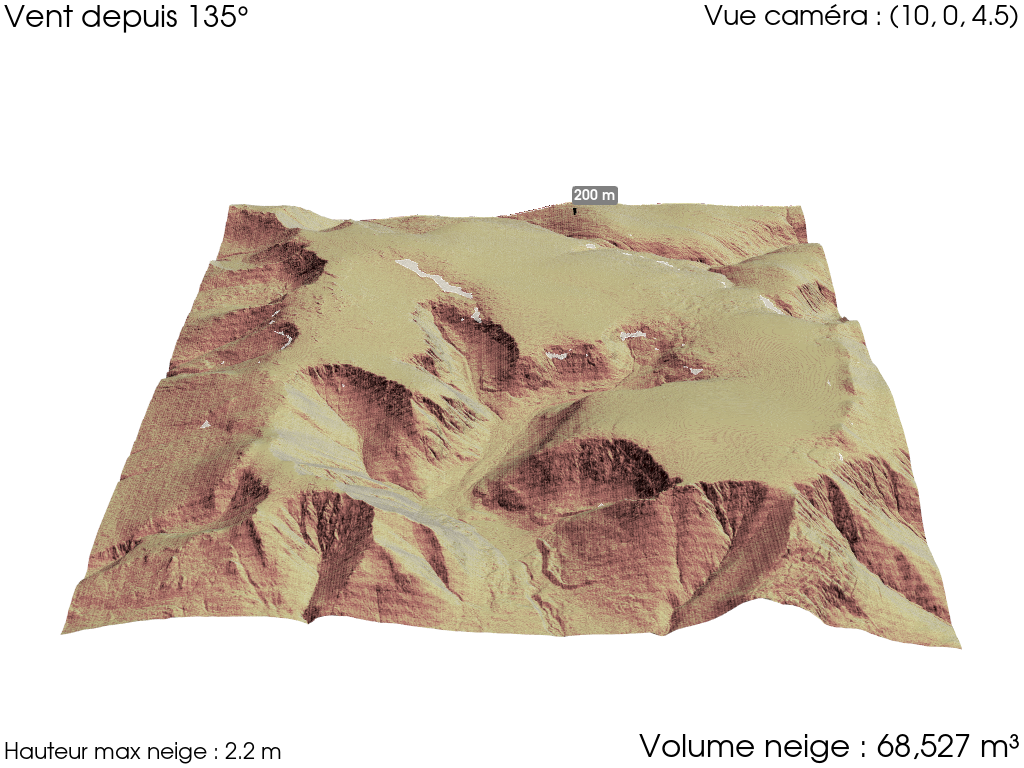 Vent depuis 135°
Vue caméra : (10, 0, 4.5)
200 m
Hauteur max neige : 2.2 m
Volume neige : 68,527 m³